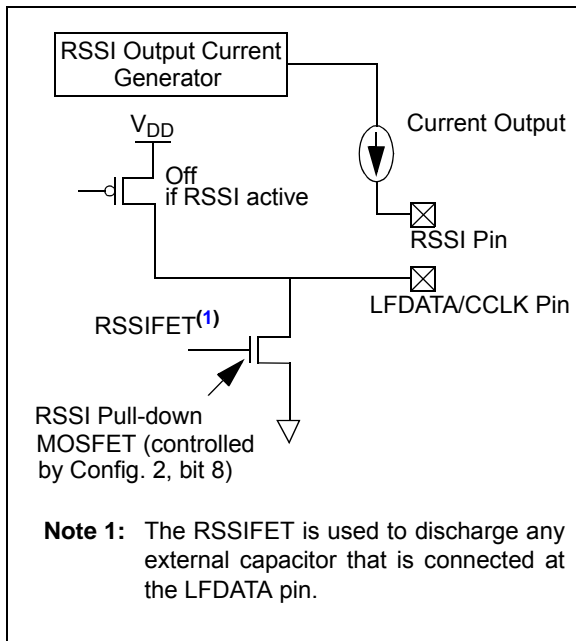 RSSI Output Current
Generator
VDD
Current Output
Off
if RSSI active
RSSI Pin
LFDATA/CCLK Pin
RSSIFET(1)
RSSI Pull-down
MOSFET (controlled
by Config. 2, bit 8)
Note 1: The RSSIFET is used to discharge any
external capacitor that is connected at
the LFDATA pin.